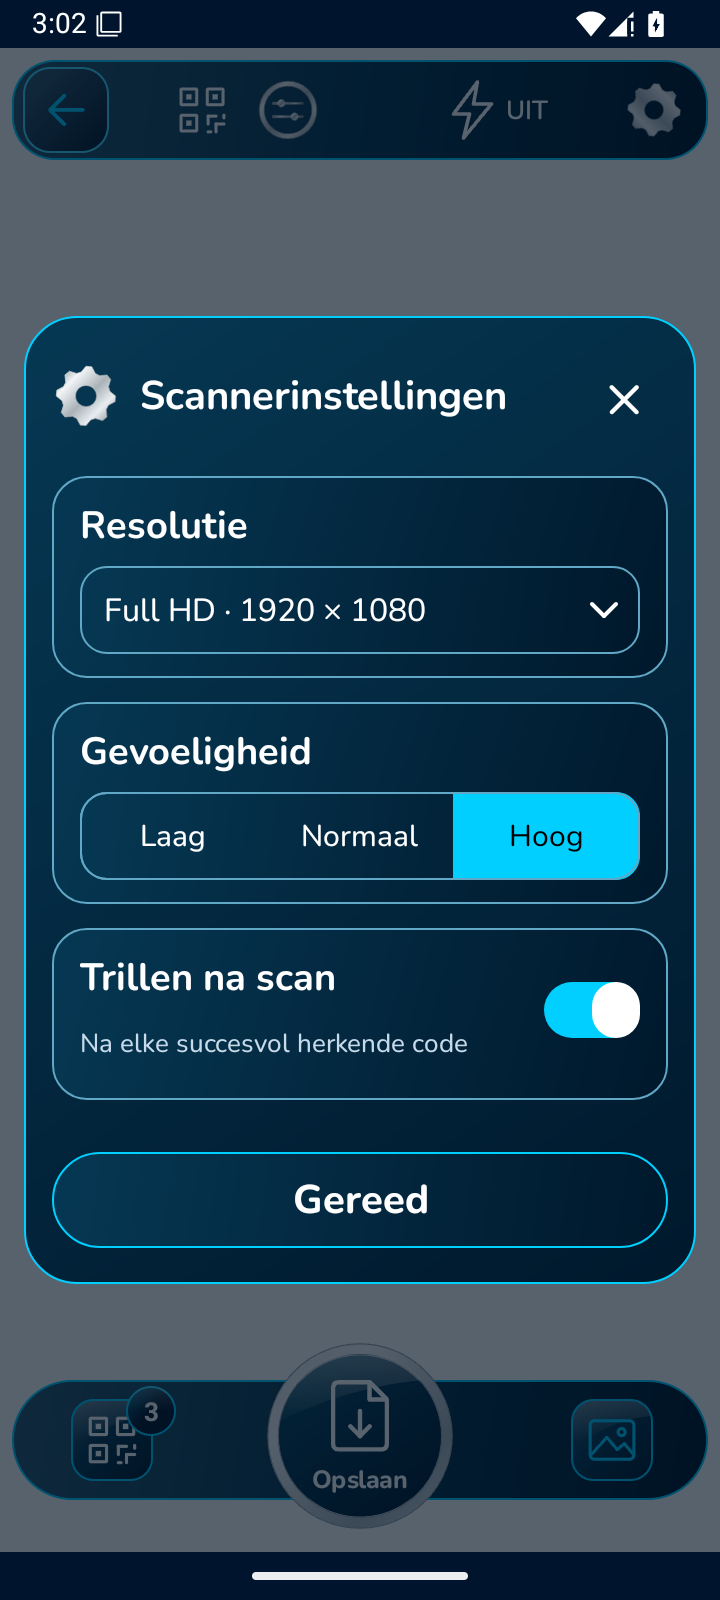 3:02
UIT
Scannerinstellingen
Resolutie
Full HD · 1920 × 1080
Gevoeligheid
Laag Normaal Hoog
Trillen na scan
Na elke succesvol herkende code
Gereed
3
Opslaan